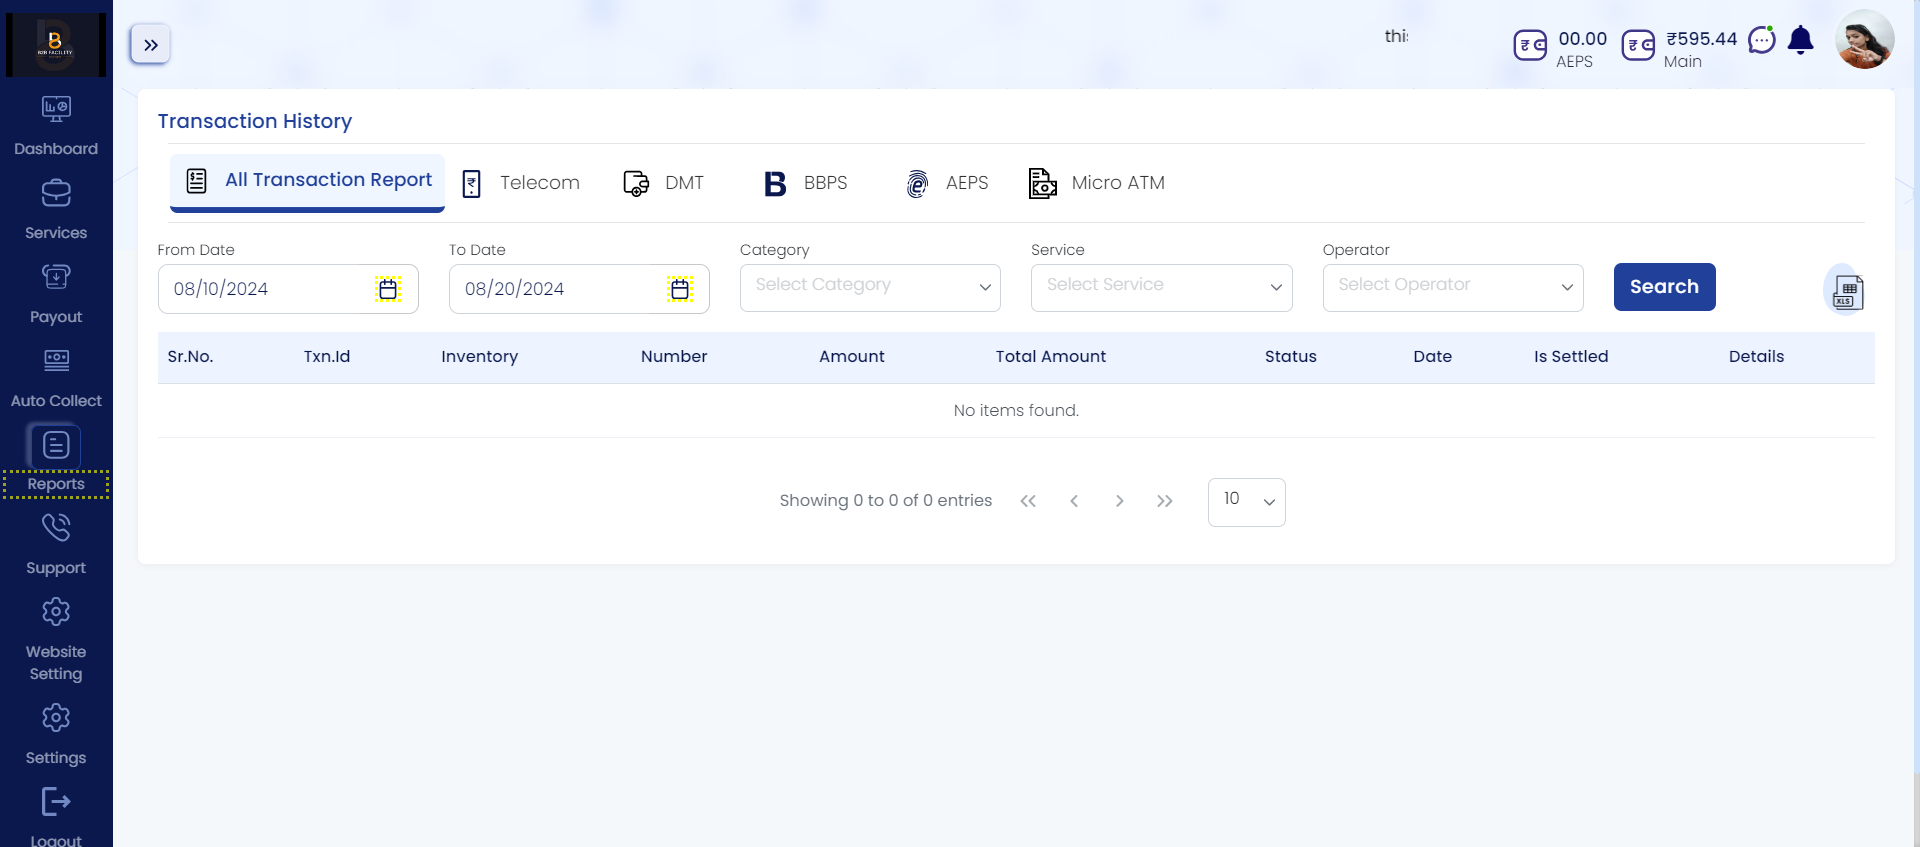 B2B FACILITY
Dashboard
Services
Payout
Auto Collect
Reports
Support
Website
Setting
Settings
Logout
this
00.00
AEPS
₹595.44
Main
Transaction History
All Transaction Report
Telecom
DMT
BBPS
AEPS
Micro ATM
From Date
To Date
Category
Service
Operator
08/10/2024
08/20/2024
Select Category
Select Service
Select Operator
Search
XLS
Sr.No. Txn.Id Inventory Number Amount Total Amount Status Date Is Settled Details
No items found.
Showing 0 to 0 of 0 entries
10